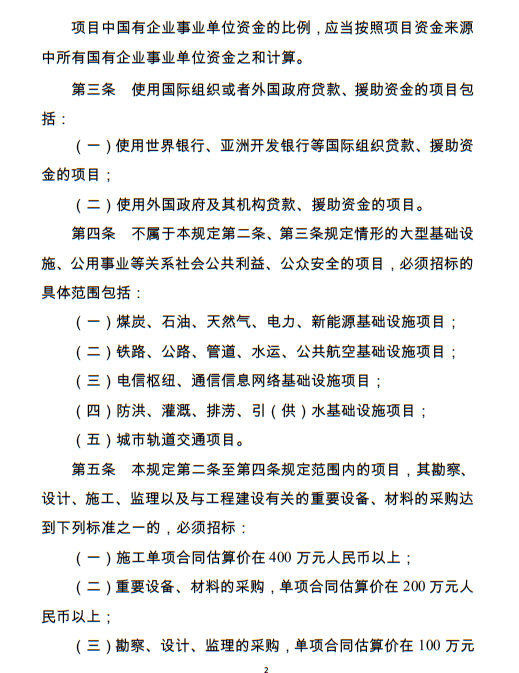 项目中国有企业事业单位资金的比例，应当按照项目资金来源
中所有国有企业事业单位资金之和计算。
第三条　使用国际组织或者外国政府贷款、援助资金的项目包
括：
（一）使用世界银行、亚洲开发银行等国际组织贷款、援助资
金的项目；
（二）使用外国政府及其机构贷款、援助资金的项目。
第四条　不属于本规定第二条、第三条规定情形的大型基础设
施、公用事业等关系社会公共利益、公众安全的项目，必须招标的
具体范围包括：
（一）煤炭、石油、天然气、电力、新能源基础设施项目；
（二）铁路、公路、管道、水运、公共航空基础设施项目；
（三）电信枢纽、通信信息网络基础设施项目；
（四）防洪、灌溉、排涝、引（供）水基础设施项目；
（五）城市轨道交通项目。
第五条　本规定第二条至第四条规定范围内的项目，其勘察、
设计、施工、监理以及与工程建设有关的重要设备、材料的采购达
到下列标准之一的，必须招标：
（一）施工单项合同估算价在 400 万元人民币以上；
（二）重要设备、材料的采购，单项合同估算价在 200 万元人
民币以上；
（三）勘察、设计、监理的采购，单项合同估算价在 100 万元
2